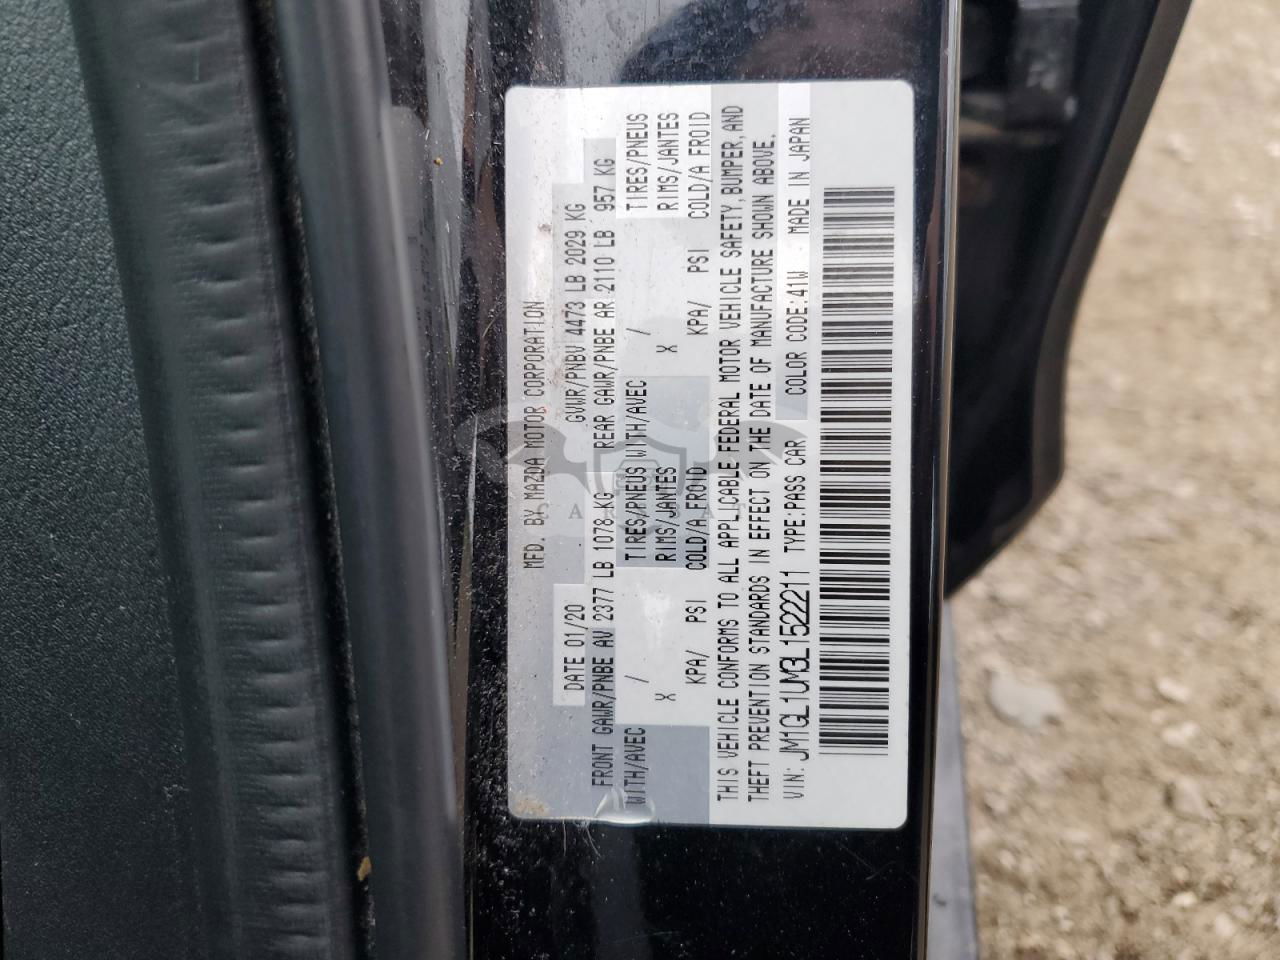 MFD. BY MAZDA MOTOR CORPORATION
DATE 01/20 GVWR/PNBV 4473 LB 2029 KG
FRONT GAWR/PNBE AV 2377 LB 1078 KG REAR GAWR/PNBE AR 2110 LB 957 KG
WITH/AVEC / TIRES/PNEUS WITH/AVEC / TIRES/PNEUS
X RIMS/JANTES X RIMS/JANTES
KPA/ PSI COLD/A FROID KPA/ PSI COLD/A FROID
THIS VEHICLE CONFORMS TO ALL APPLICABLE FEDERAL MOTOR VEHICLE SAFETY, BUMPER, AND
THEFT PREVENTION STANDARDS IN EFFECT ON THE DATE OF MANUFACTURE SHOWN ABOVE.
VIN: JM1GL1UM3L1522211 TYPE:PASS CAR COLOR CODE:41W MADE IN JAPAN